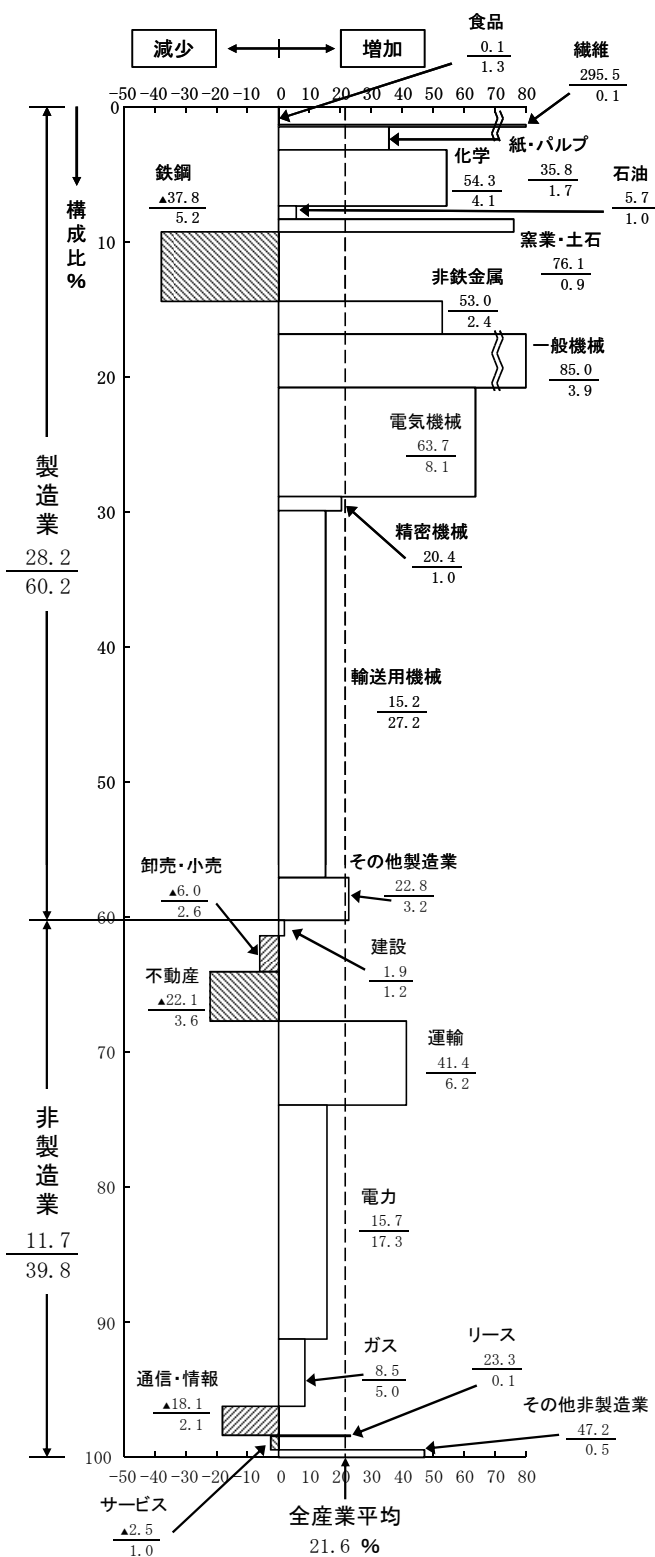 食品
0.1
1.3
繊維
295.5
0.1
減少
増加
-50 -40 -30 -20 -10 0 10 20 30 40 50 60 70 80
0
10
20
30
40
50
60
70
80
90
100
構成比%
紙・パルプ
35.8
1.7
化学
54.3
4.1
石油
5.7
1.0
鉄鋼
▲37.8
5.2
窯業・土石
76.1
0.9
非鉄金属
53.0
2.4
一般機械
85.0
3.9
電気機械
63.7
8.1
製造業
28.2
60.2
精密機械
20.4
1.0
輸送用機械
15.2
27.2
その他製造業
22.8
3.2
卸売・小売
▲6.0
2.6
建設
1.9
1.2
不動産
▲22.1
3.6
運輸
41.4
6.2
非製造業
11.7
39.8
電力
15.7
17.3
ガス
8.5
5.0
リース
23.3
0.1
通信・情報
▲18.1
2.1
その他非製造業
47.2
0.5
-50 -40 -30 -20 -10 0 10 20 30 40 50 60 70 80
サービス
▲2.5
1.0
全産業平均
21.6 %